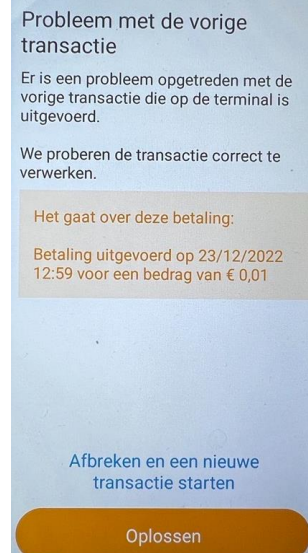 Probleem met de vorige
transactie
Er is een probleem opgetreden met de
vorige transactie die op de terminal is
uitgevoerd.
We proberen de transactie correct te
verwerken.
Het gaat over deze betaling:
Betaling uitgevoerd op 23/12/2022
12:59 voor een bedrag van € 0,01
Afbreken en een nieuwe
transactie starten
Oplossen